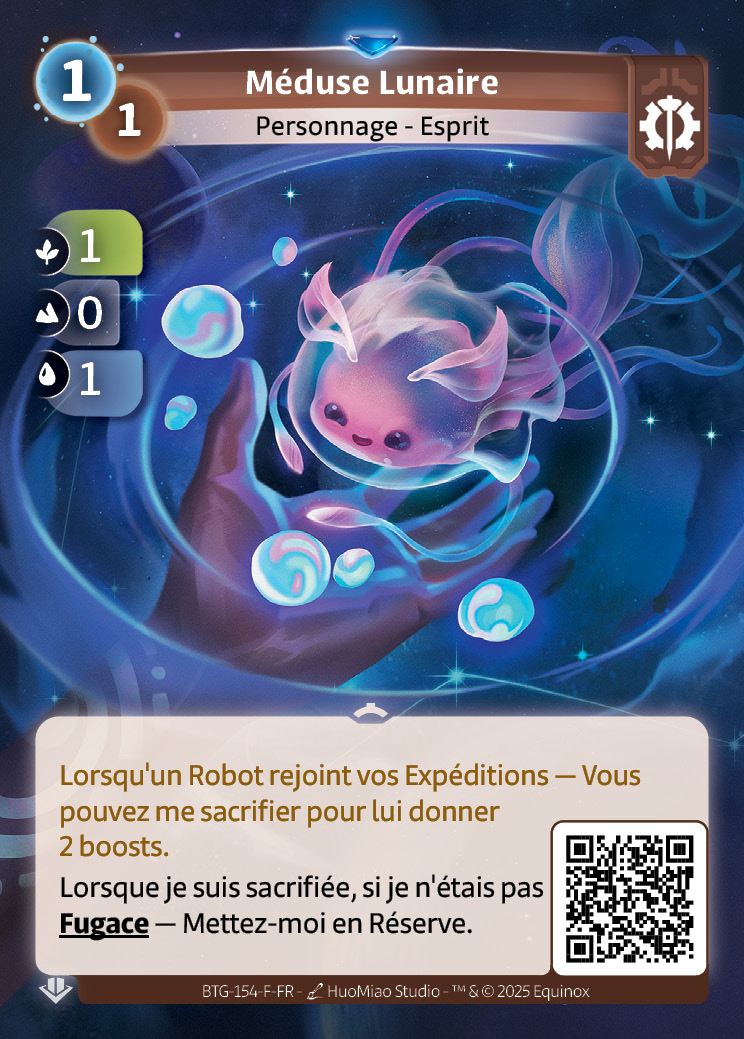 1
Méduse Lunaire
1
Personnage - Esprit
1
0
1
Lorsqu'un Robot rejoint vos Expéditions — Vous
pouvez me sacrifier pour lui donner
2 boosts.
Lorsque je suis sacrifiée, si je n'étais pas
Fugace — Mettez-moi en Réserve.
BTG-154-F-FR - HuoMiao Studio - ™ & © 2025 Equinox